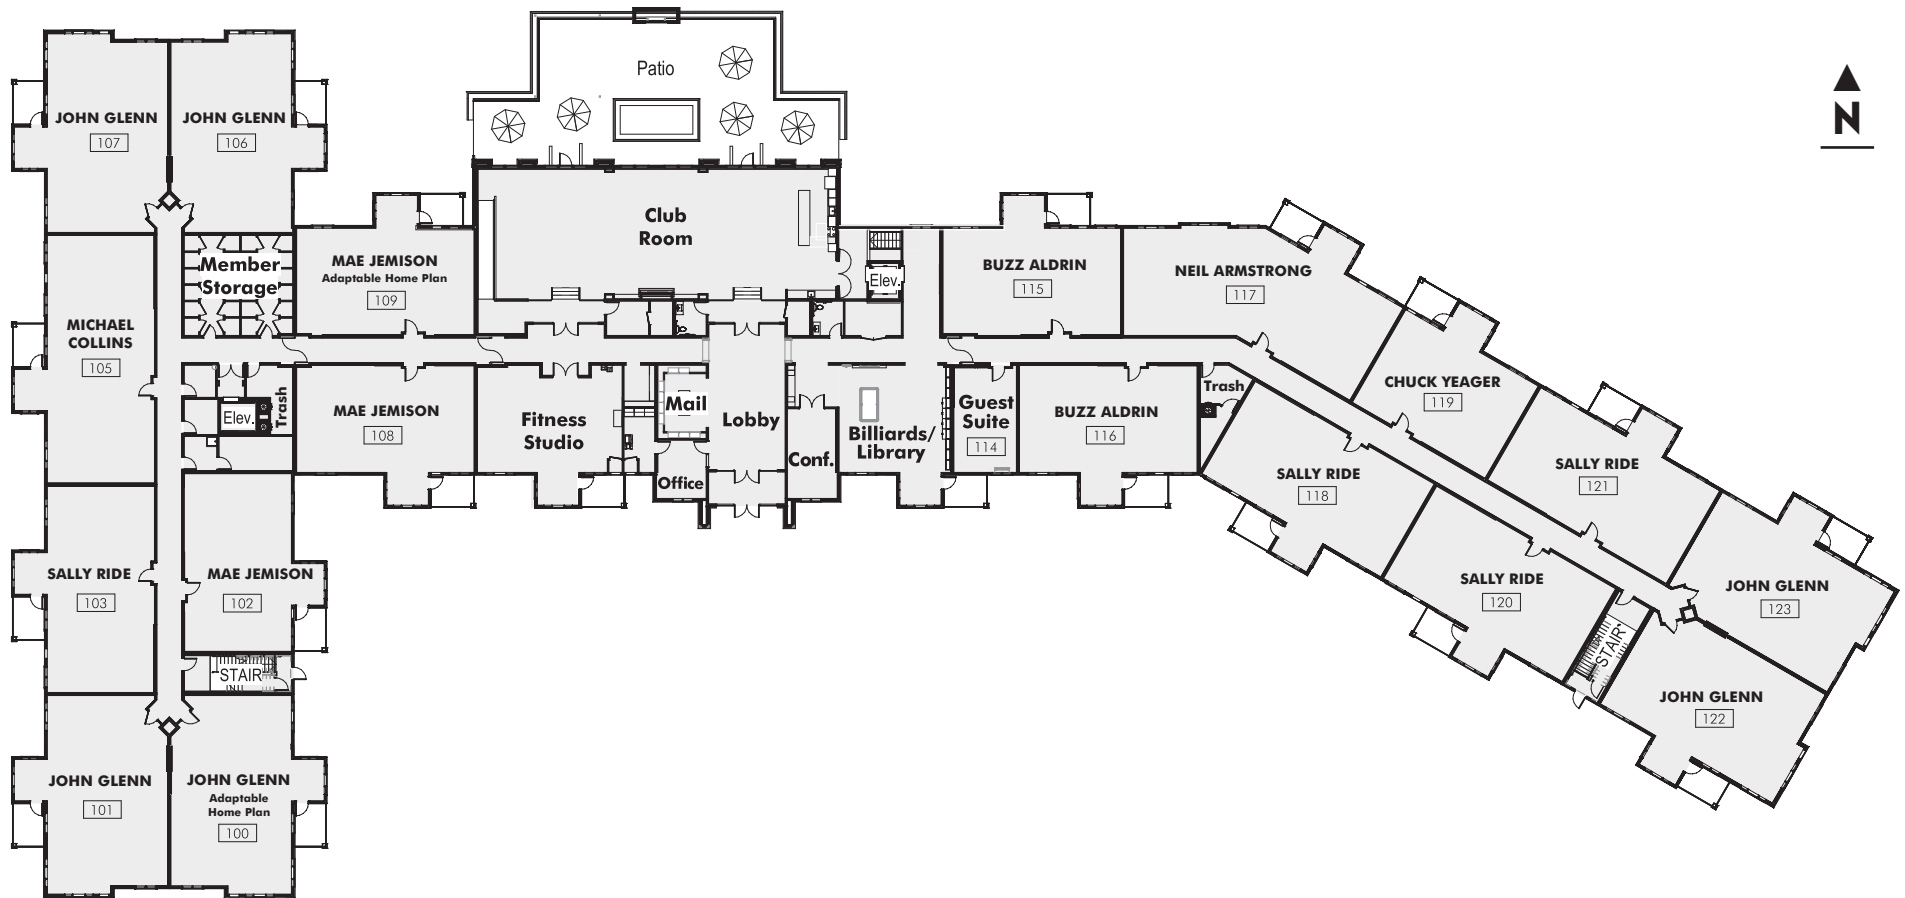 Patio
N
JOHN GLENN
107
JOHN GLENN
106
Club
Room
Member
Storage
MAE JEMISON
Adaptable Home Plan
109
Elev.
BUZZ ALDRIN
115
NEIL ARMSTRONG
117
MICHAEL
COLLINS
105
Elev.
Trash
MAE JEMISON
108
Fitness
Studio
Mail
Lobby
Office
Conf.
Billiards/
Library
Guest
Suite
114
BUZZ ALDRIN
116
Trash
CHUCK YEAGER
119
SALLY RIDE
118
SALLY RIDE
121
SALLY RIDE
103
MAE JEMISON
102
SALLY RIDE
120
JOHN GLENN
123
STAIR
STAIR
JOHN GLENN
122
JOHN GLENN
101
JOHN GLENN
Adaptable
Home Plan
100